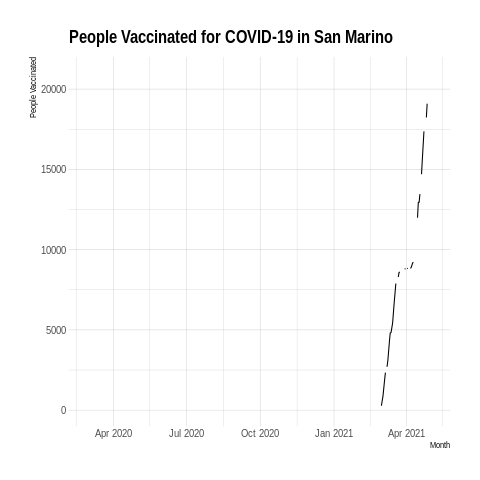 People Vaccinated for COVID-19 in San Marino
People Vaccinated
20000
15000
10000
5000
0
Apr 2020 Jul 2020 Oct 2020 Jan 2021 Apr 2021
Month